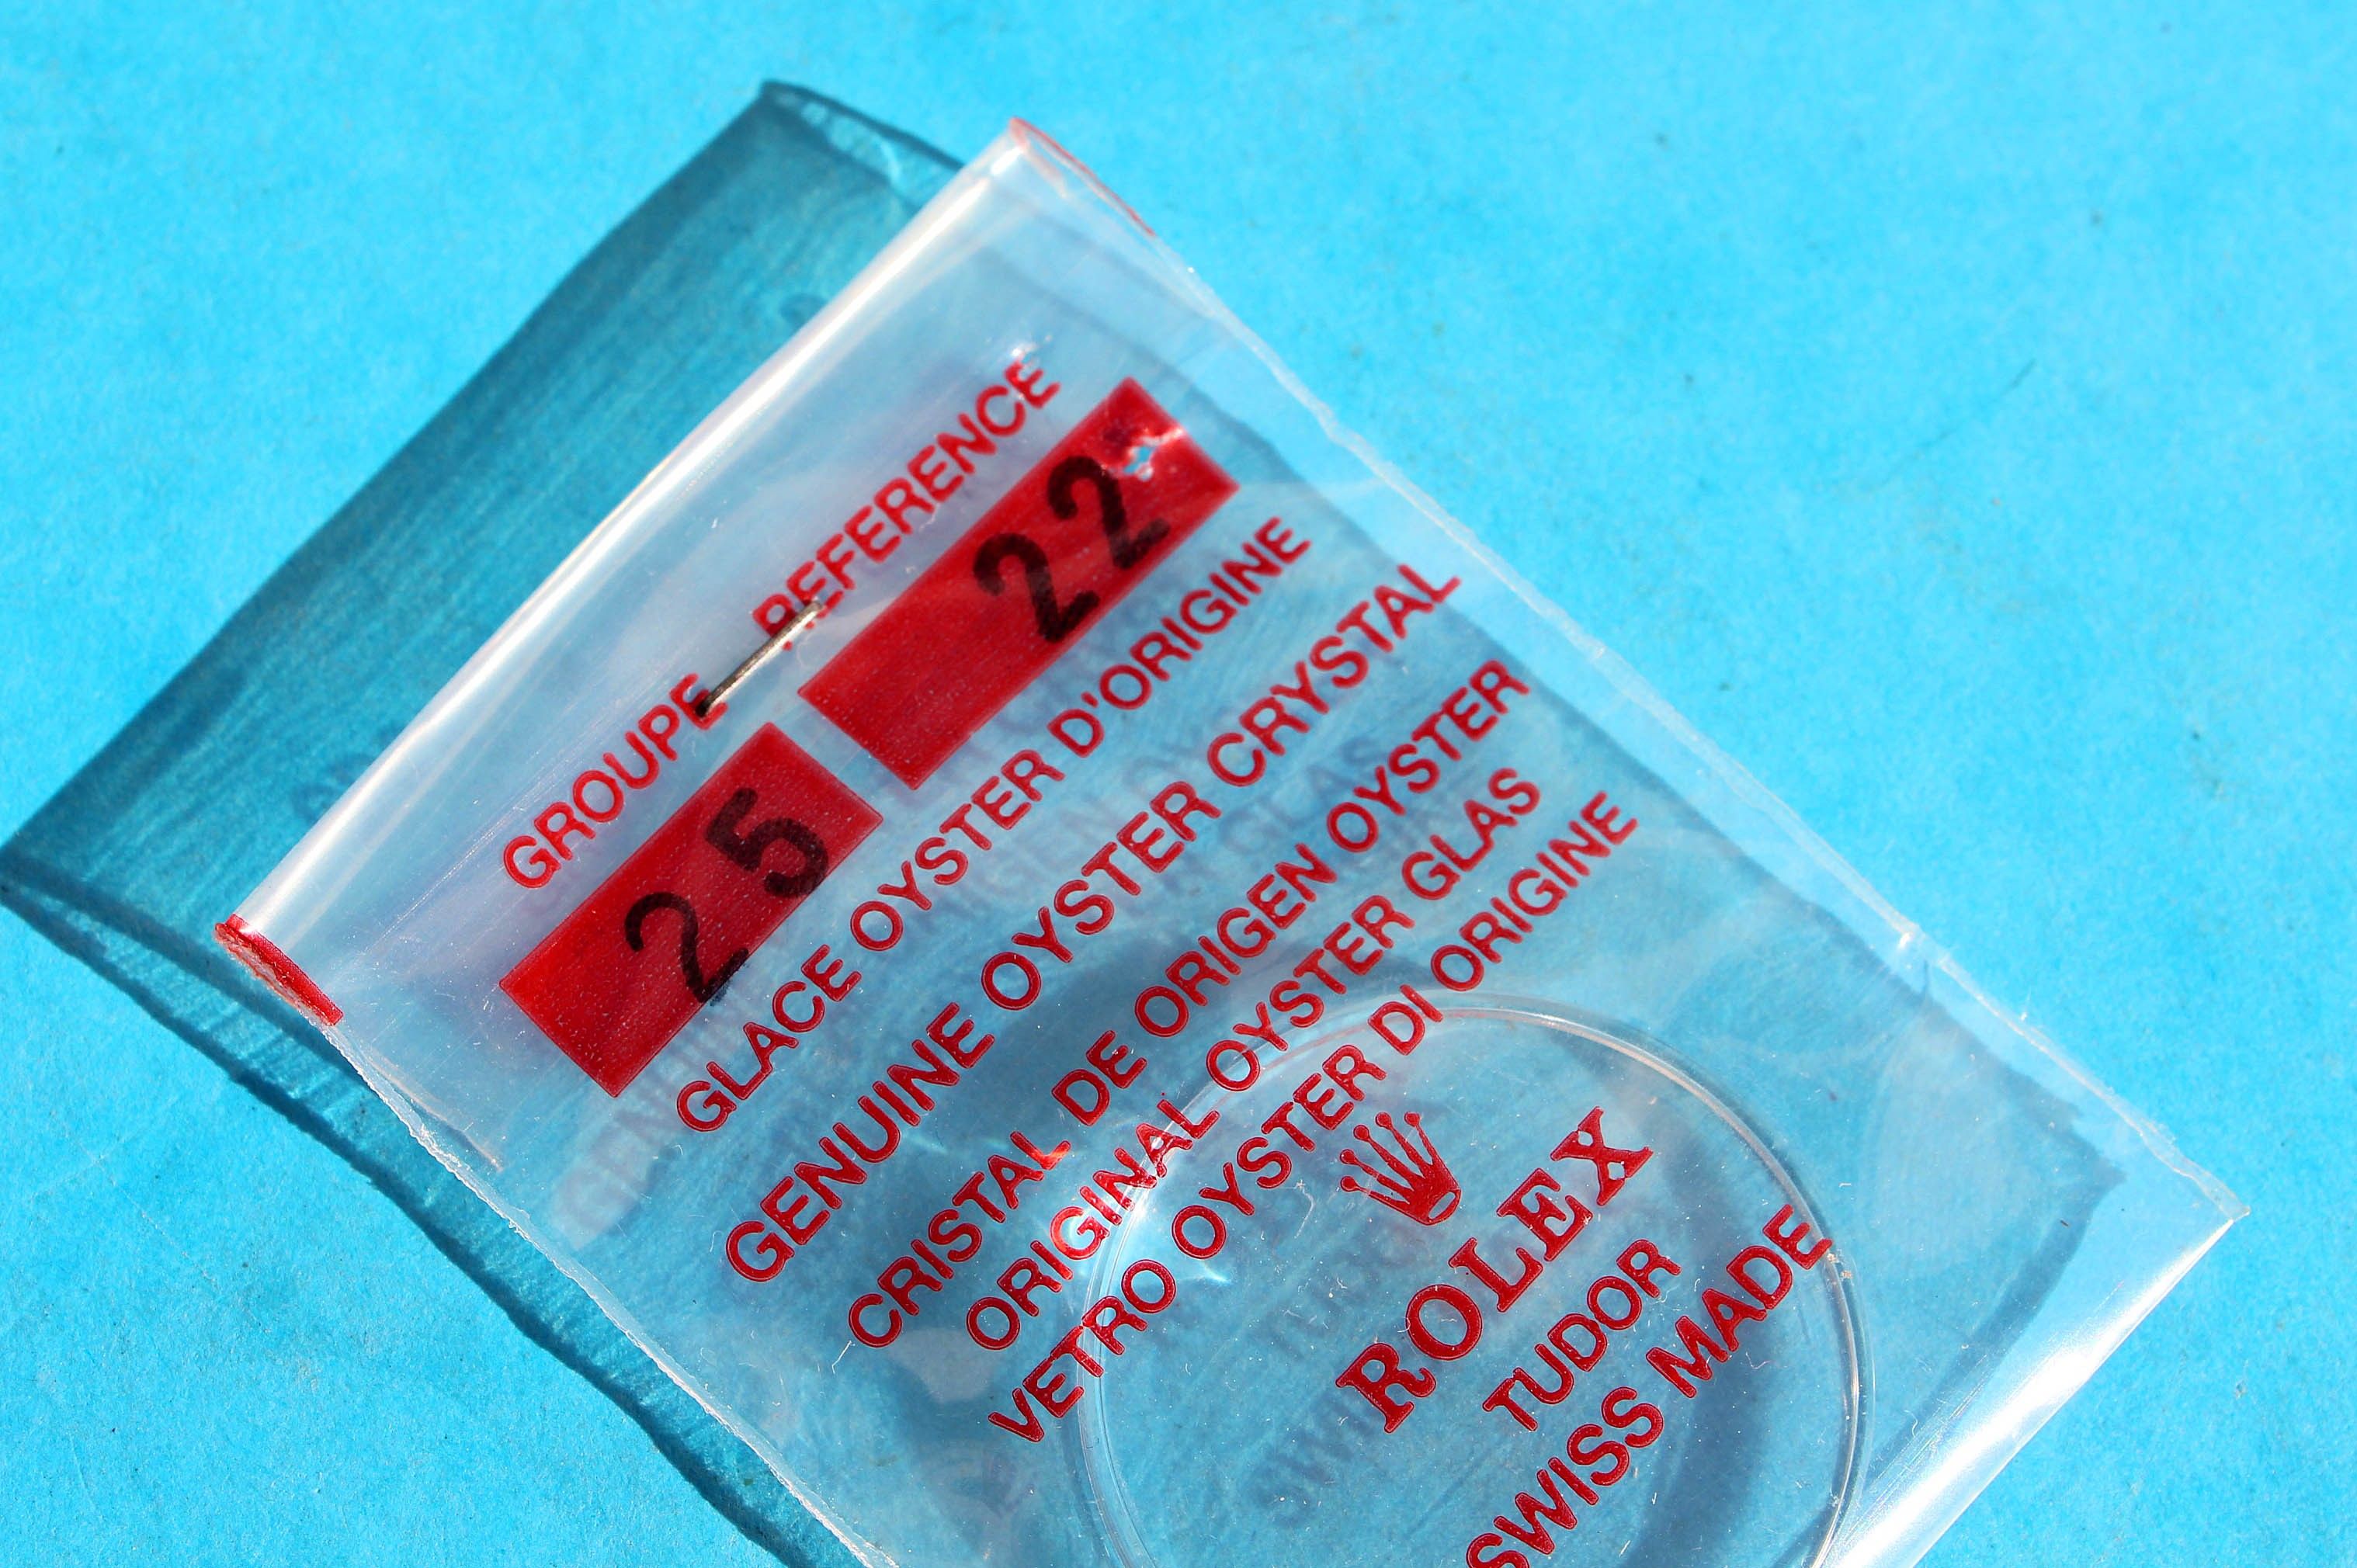 GROUPE REFERENCE
25 22
GLACE OYSTER D'ORIGINE
GENUINE OYSTER CRYSTAL
CRISTAL DE ORIGEN OYSTER
ORIGINAL OYSTER GLAS
VETRO OYSTER DI ORIGINE
ROLEX
TUDOR
SWISS MADE